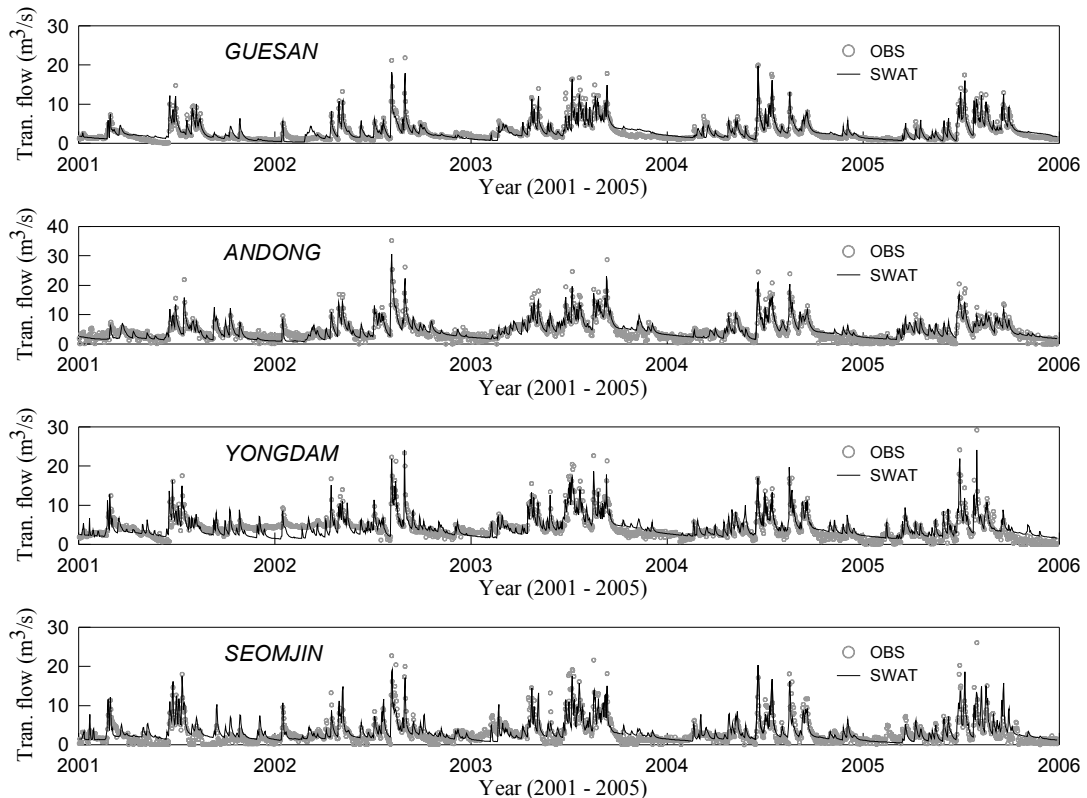 30
GUESAN
OBS
20
SWAT
10
0
Tran. flow (m³/s)
2001 2002 2003 2004 2005 2006
Year (2001 - 2005)
40
ANDONG
OBS
30
SWAT
20
10
0
Tran. flow (m³/s)
2001 2002 2003 2004 2005 2006
Year (2001 - 2005)
30
YONGDAM
OBS
20
SWAT
10
0
Tran. flow (m³/s)
2001 2002 2003 2004 2005 2006
Year (2001 - 2005)
30
SEOMJIN
OBS
20
SWAT
10
0
Tran. flow (m³/s)
2001 2002 2003 2004 2005 2006
Year (2001 - 2005)